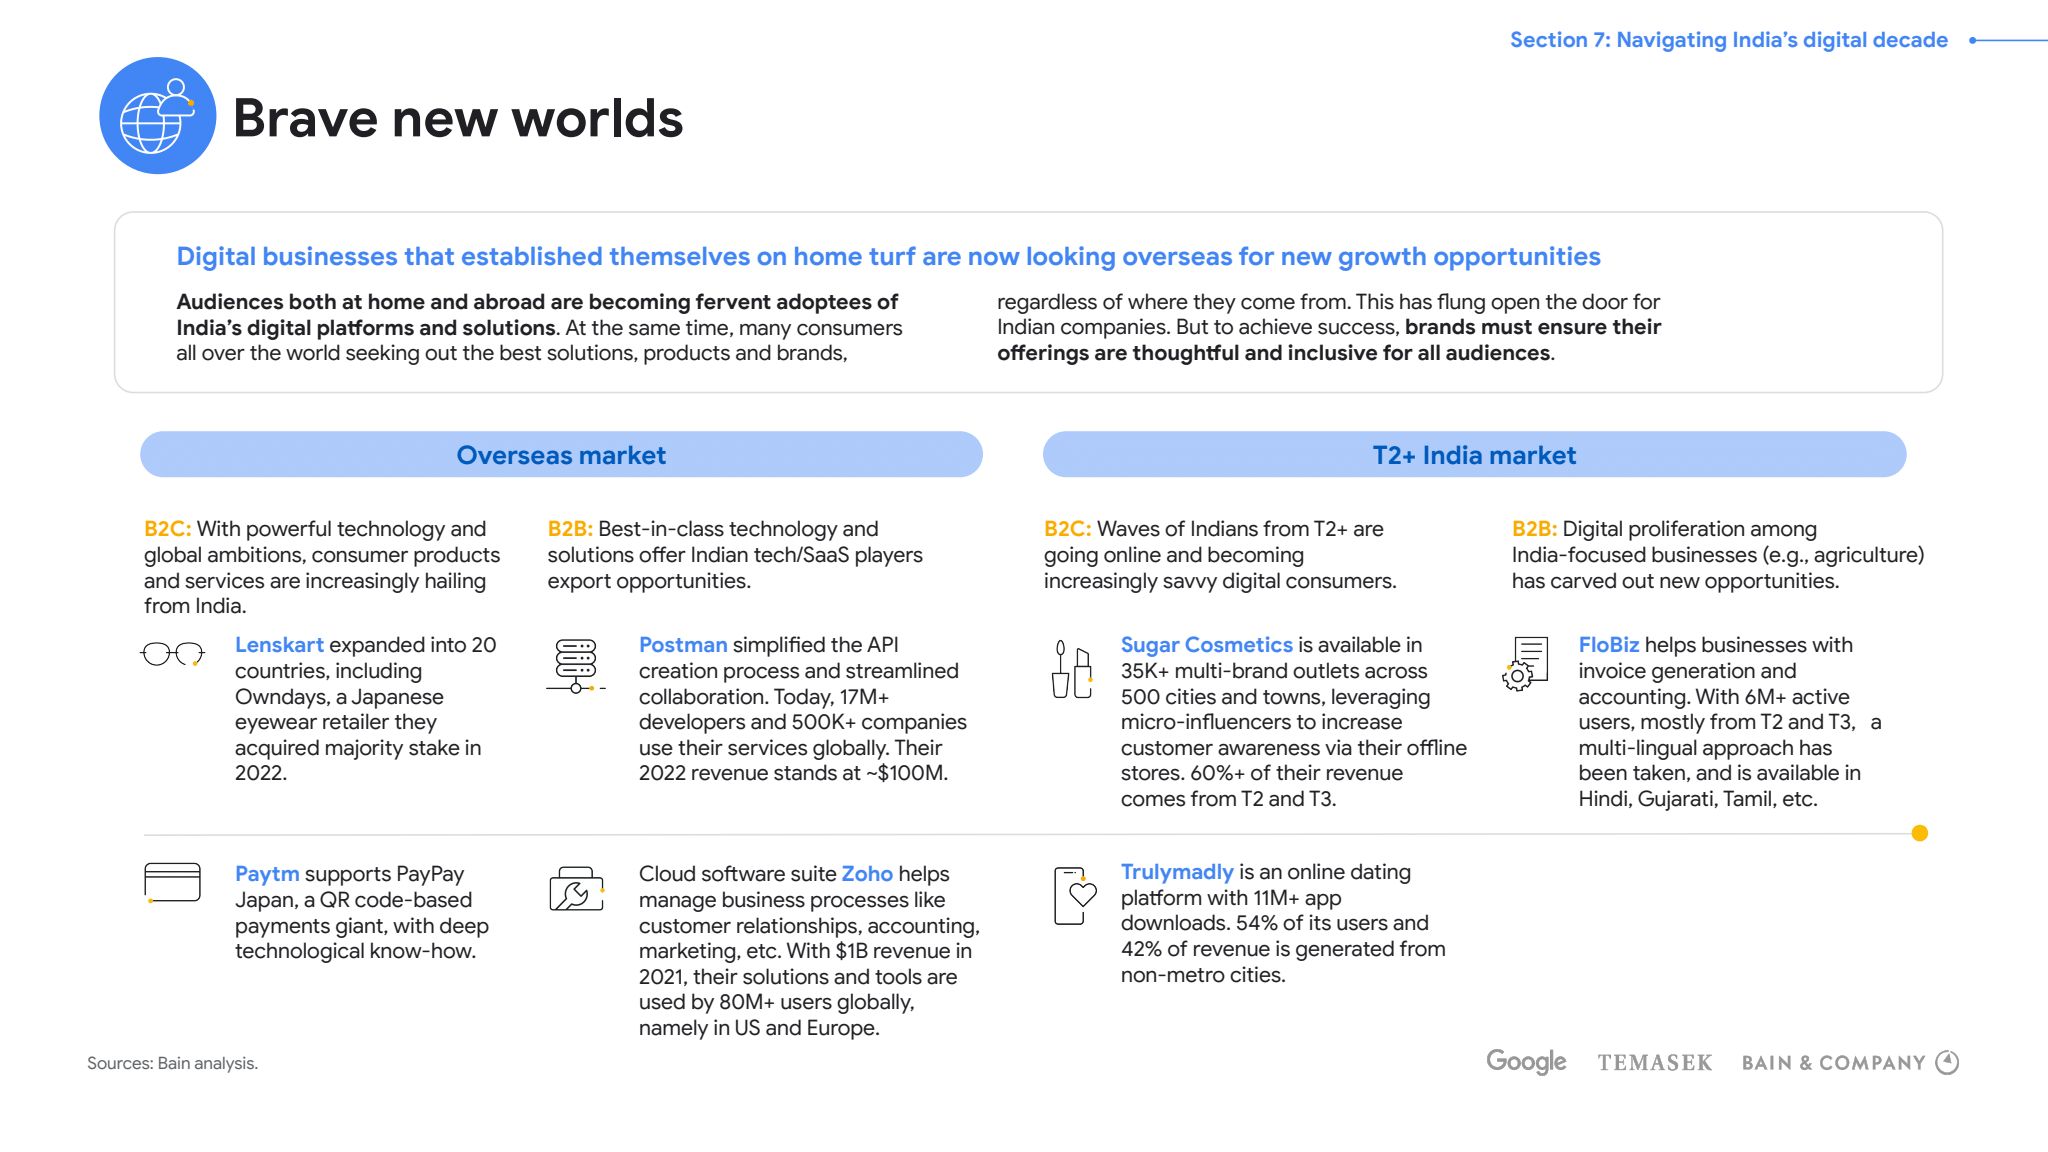 Section 7: Navigating India's digital decade
Brave new worlds
Digital businesses that established themselves on home turf are now looking overseas for new growth opportunities
Audiences both at home and abroad are becoming fervent adoptees of
India's digital platforms and solutions. At the same time, many consumers
all over the world seeking out the best solutions, products and brands,
regardless of where they come from. This has flung open the door for
Indian companies. But to achieve success, brands must ensure their
offerings are thoughtful and inclusive for all audiences.
Overseas market
B2C: With powerful technology and
global ambitions, consumer products
and services are increasingly hailing
from India.
Lenskart expanded into 20
countries, including
Owndays, a Japanese
eyewear retailer they
acquired majority stake in
2022.
Paytm supports PayPay
Japan, a QR code-based
payments giant, with deep
technological know-how.
B2B: Best-in-class technology and
solutions offer Indian tech/SaaS players
export opportunities.
Postman simplified the API
creation process and streamlined
collaboration. Today, 17M+
developers and 500K+ companies
use their services globally. Their
2022 revenue stands at ~$100M.
Cloud software suite Zoho helps
manage business processes like
customer relationships, accounting,
marketing, etc. With $1B revenue in
2021, their solutions and tools are
used by 80M+ users globally,
namely in US and Europe.
T2+ India market
B2C: Waves of Indians from T2+ are
going online and becoming
increasingly savvy digital consumers.
Sugar Cosmetics is available in
35K+ multi-brand outlets across
500 cities and towns, leveraging
micro-influencers to increase
customer awareness via their offline
stores. 60%+ of their revenue
comes from T2 and T3.
Trulymadly is an online dating
platform with 11M+ app
downloads. 54% of its users and
42% of revenue is generated from
non-metro cities.
B2B: Digital proliferation among
India-focused businesses (e.g., agriculture)
has carved out new opportunities.
FloBiz helps businesses with
invoice generation and
accounting. With 6M+ active
users, mostly from T2 and T3, a
multi-lingual approach has
been taken, and is available in
Hindi, Gujarati, Tamil, etc.
Sources: Bain analysis.
Google TEMASEK BAIN & COMPANY